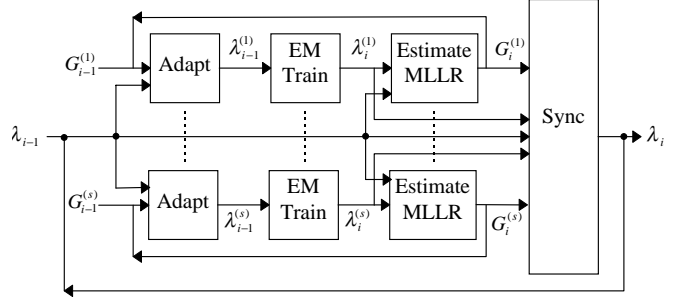 G_{i-1}^{(1)} Adapt λ_{i-1}^{(1)} EM Train λ_i^{(1)} Estimate MLLR G_i^{(1)}
λ_{i-1} Sync λ_i
G_{i-1}^{(s)} Adapt λ_{i-1}^{(s)} EM Train λ_i^{(s)} Estimate MLLR G_i^{(s)}